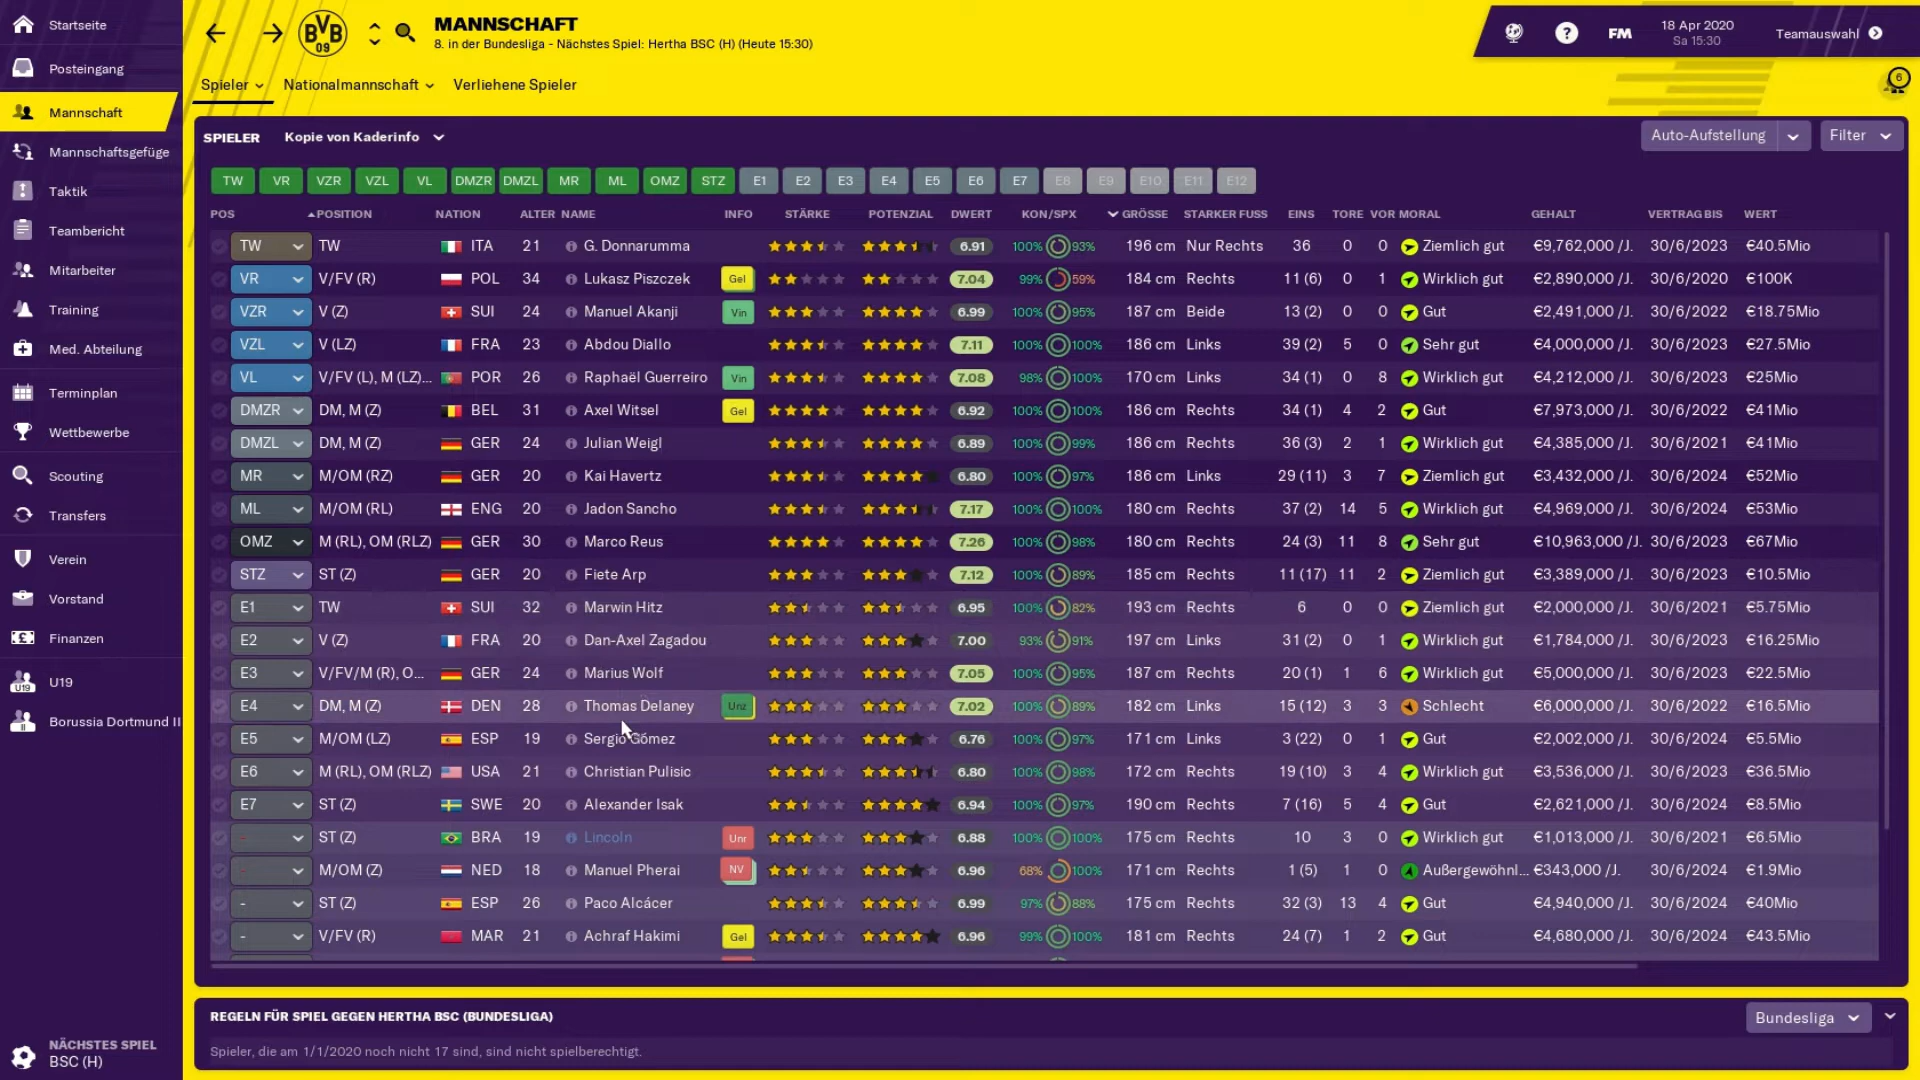 Startseite
Posteingang
Mannschaft
Mannschaftsgefüge
Taktik
Teambericht
Mitarbeiter
Training
Med. Abteilung
Terminplan
Wettbewerbe
Scouting
Transfers
Verein
Vorstand
Finanzen
U19 U19
II Borussia Dortmund II
NÄCHSTES SPIEL
BSC (H)
BVB 09
MANNSCHAFT
8. in der Bundesliga - Nächstes Spiel: Hertha BSC (H) (Heute 15:30)
? FM 18 Apr 2020 Sa 15:30 Teamauswahl
6
Spieler Nationalmannschaft Verliehene Spieler
SPIELER Kopie von Kaderinfo Auto-Aufstellung Filter
TW VR VZR VZL VL DMZR DMZL MR ML OMZ STZ E1 E2 E3 E4 E5 E6 E7 E8 E9 E10 E11 E12
POS POSITION NATION ALTER NAME INFO STÄRKE POTENZIAL DWERT KON/SPX GRÖSSE STARKER FUSS EINS TORE VOR MORAL GEHALT VERTRAG BIS WERT
TW TW ITA 21 G. Donnarumma 6.91 100% 93% 196 cm Nur Rechts 36 0 0 Ziemlich gut €9,762,000 /J. 30/6/2023 €40.5Mio
VR V/FV (R) POL 34 Lukasz Piszczek Gel 7.04 99% 59% 184 cm Rechts 11 (6) 0 1 Wirklich gut €2,890,000 /J. 30/6/2020 €100K
VZR V (Z) SUI 24 Manuel Akanji Vin 6.99 100% 95% 187 cm Beide 13 (2) 0 0 Gut €2,491,000 /J. 30/6/2022 €18.75Mio
VZL V (LZ) FRA 23 Abdou Diallo 7.11 100% 100% 186 cm Links 39 (2) 5 0 Sehr gut €4,000,000 /J. 30/6/2023 €27.5Mio
VL V/FV (L), M (LZ)... POR 26 Raphaël Guerreiro Vin 7.08 98% 100% 170 cm Links 34 (1) 0 8 Wirklich gut €4,212,000 /J. 30/6/2023 €25Mio
DMZR DM, M (Z) BEL 31 Axel Witsel Gel 6.92 100% 100% 186 cm Rechts 34 (1) 4 2 Gut €7,973,000 /J. 30/6/2022 €41Mio
DMZL DM, M (Z) GER 24 Julian Weigl 6.89 100% 99% 186 cm Rechts 36 (3) 2 1 Wirklich gut €4,385,000 /J. 30/6/2021 €41Mio
MR M/OM (RZ) GER 20 Kai Havertz 6.80 100% 97% 186 cm Links 29 (11) 3 7 Ziemlich gut €3,432,000 /J. 30/6/2024 €52Mio
ML M/OM (RL) ENG 20 Jadon Sancho 7.17 100% 100% 180 cm Rechts 37 (2) 14 5 Wirklich gut €4,969,000 /J. 30/6/2024 €53Mio
OMZ M (RL), OM (RLZ) GER 30 Marco Reus 7.26 100% 98% 180 cm Rechts 24 (3) 11 8 Sehr gut €10,963,000 /J. 30/6/2023 €67Mio
STZ ST (Z) GER 20 Fiete Arp 7.12 100% 89% 185 cm Rechts 11 (17) 11 2 Ziemlich gut €3,389,000 /J. 30/6/2023 €10.5Mio
E1 TW SUI 32 Marwin Hitz 6.95 100% 82% 193 cm Rechts 6 0 0 Ziemlich gut €2,000,000 /J. 30/6/2021 €5.75Mio
E2 V (Z) FRA 20 Dan-Axel Zagadou 7.00 93% 91% 197 cm Links 31 (2) 0 1 Wirklich gut €1,784,000 /J. 30/6/2023 €16.25Mio
E3 V/FV/M (R), O... GER 24 Marius Wolf 7.05 100% 95% 187 cm Rechts 20 (1) 1 6 Wirklich gut €5,000,000 /J. 30/6/2023 €22.5Mio
E4 DM, M (Z) DEN 28 Thomas Delaney Unz 7.02 100% 89% 182 cm Links 15 (12) 3 3 Schlecht €6,000,000 /J. 30/6/2022 €16.5Mio
E5 M/OM (LZ) ESP 19 Sergio Gómez 6.76 100% 97% 171 cm Links 3 (22) 0 1 Gut €2,002,000 /J. 30/6/2024 €5.5Mio
E6 M (RL), OM (RLZ) USA 21 Christian Pulisic 6.80 100% 98% 172 cm Rechts 19 (10) 3 4 Wirklich gut €3,536,000 /J. 30/6/2023 €36.5Mio
E7 ST (Z) SWE 20 Alexander Isak 6.94 100% 97% 190 cm Rechts 7 (16) 5 4 Gut €2,621,000 /J. 30/6/2024 €8.5Mio
- ST (Z) BRA 19 Lincoln Unr 6.88 100% 100% 175 cm Rechts 10 3 0 Wirklich gut €1,013,000 /J. 30/6/2021 €6.5Mio
- M/OM (Z) NED 18 Manuel Pherai NV 6.96 68% 100% 171 cm Rechts 1 (5) 1 0 Außergewöhnl... €343,000 /J. 30/6/2024 €1.9Mio
- ST (Z) ESP 26 Paco Alcácer 6.99 97% 88% 175 cm Rechts 32 (3) 13 4 Gut €4,940,000 /J. 30/6/2024 €40Mio
- V/FV (R) MAR 21 Achraf Hakimi Gel 6.96 99% 100% 181 cm Rechts 24 (7) 1 2 Gut €4,680,000 /J. 30/6/2024 €43.5Mio
REGELN FÜR SPIEL GEGEN HERTHA BSC (BUNDESLIGA) Bundesliga
Spieler, die am 1/1/2020 noch nicht 17 sind, sind nicht spielberechtigt.